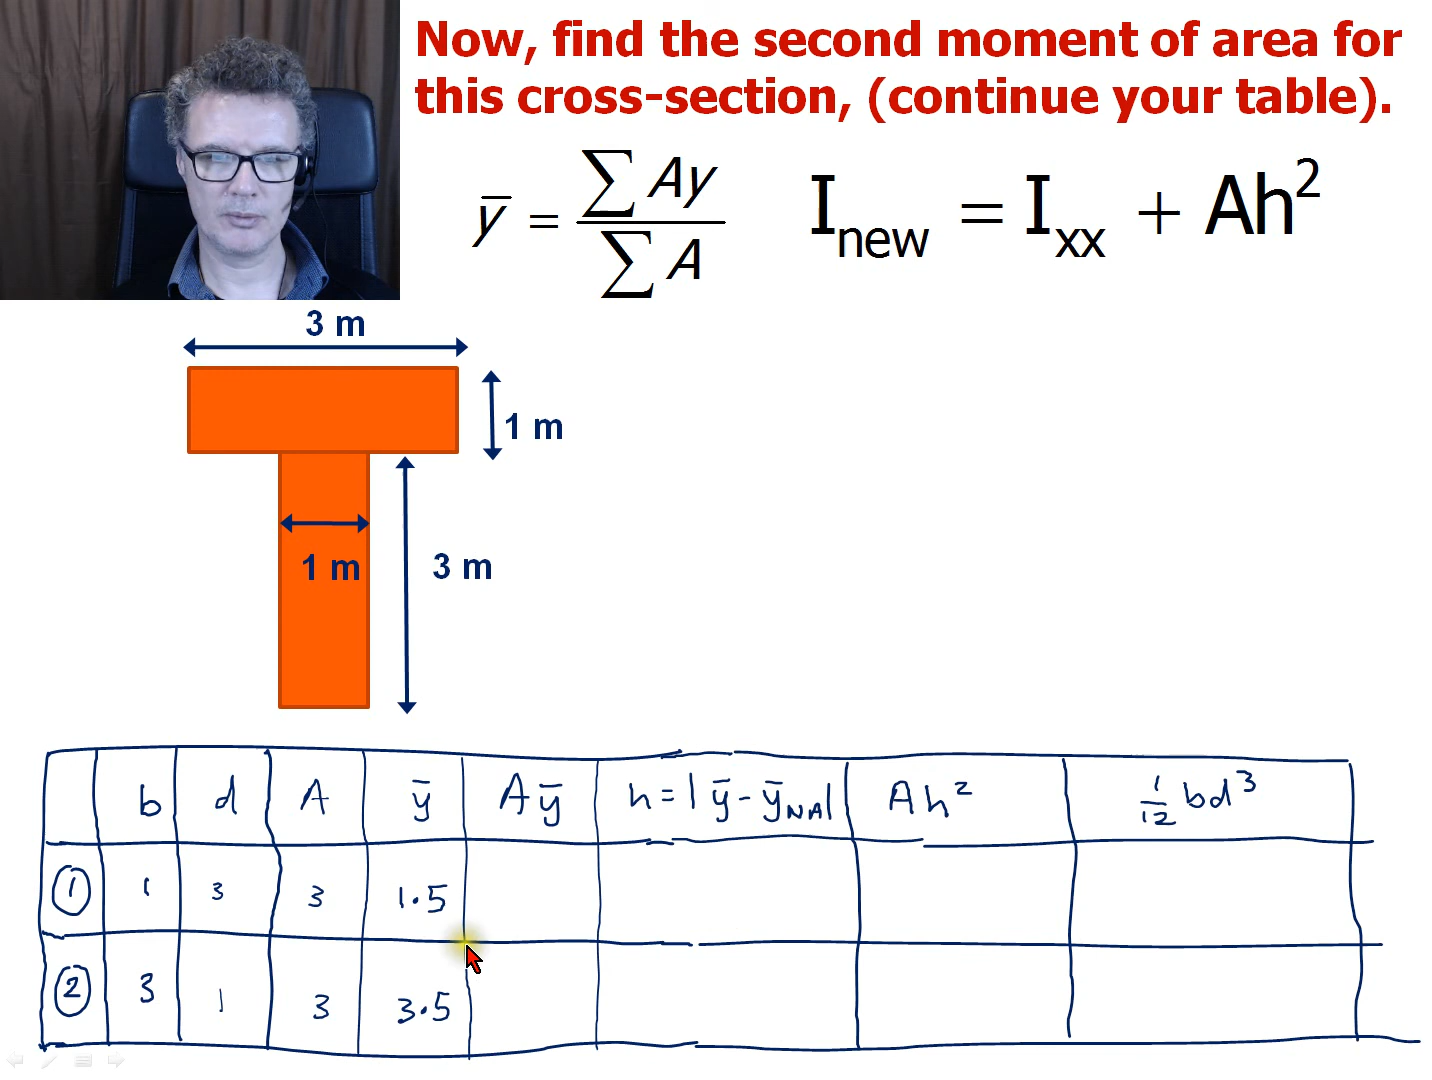 Now, find the second moment of area for
this cross-section, (continue your table).
y̅ = ∑Ay / ∑A
I_new = I_xx + Ah²
3 m
1 m
1 m
3 m
b d A y̅ Ay̅ h = |y̅ - y̅_NA| Ah² 1/12 bd³
① 1 3 3 1.5
② 3 1 3 3.5